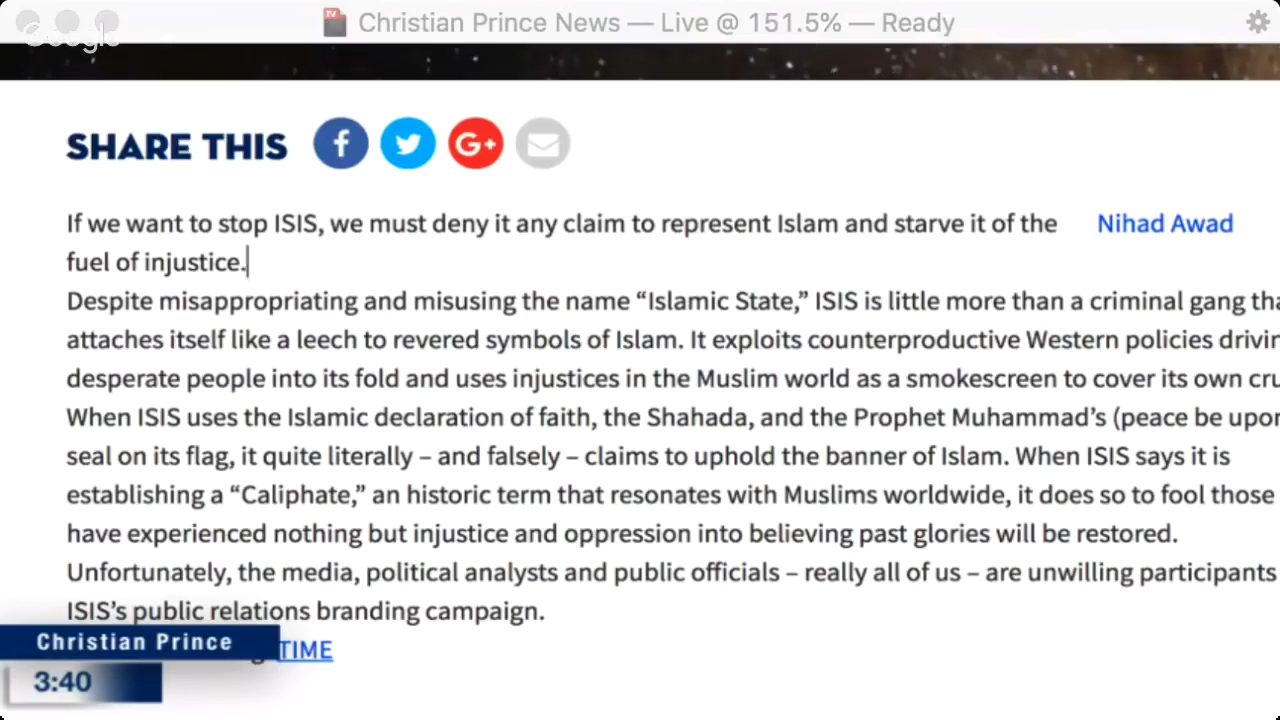 Christian Prince News — Live @ 151.5% — Ready
Google
SHARE THIS
If we want to stop ISIS, we must deny it any claim to represent Islam and starve it of the
Nihad Awad
fuel of injustice.
Despite misappropriating and misusing the name “Islamic State,” ISIS is little more than a criminal gang tha
attaches itself like a leech to revered symbols of Islam. It exploits counterproductive Western policies drivin
desperate people into its fold and uses injustices in the Muslim world as a smokescreen to cover its own cru
When ISIS uses the Islamic declaration of faith, the Shahada, and the Prophet Muhammad’s (peace be upon
seal on its flag, it quite literally – and falsely – claims to uphold the banner of Islam. When ISIS says it is
establishing a “Caliphate,” an historic term that resonates with Muslims worldwide, it does so to fool those
have experienced nothing but injustice and oppression into believing past glories will be restored.
Unfortunately, the media, political analysts and public officials – really all of us – are unwilling participants
ISIS’s public relations branding campaign.
TIME
Christian Prince
3:40